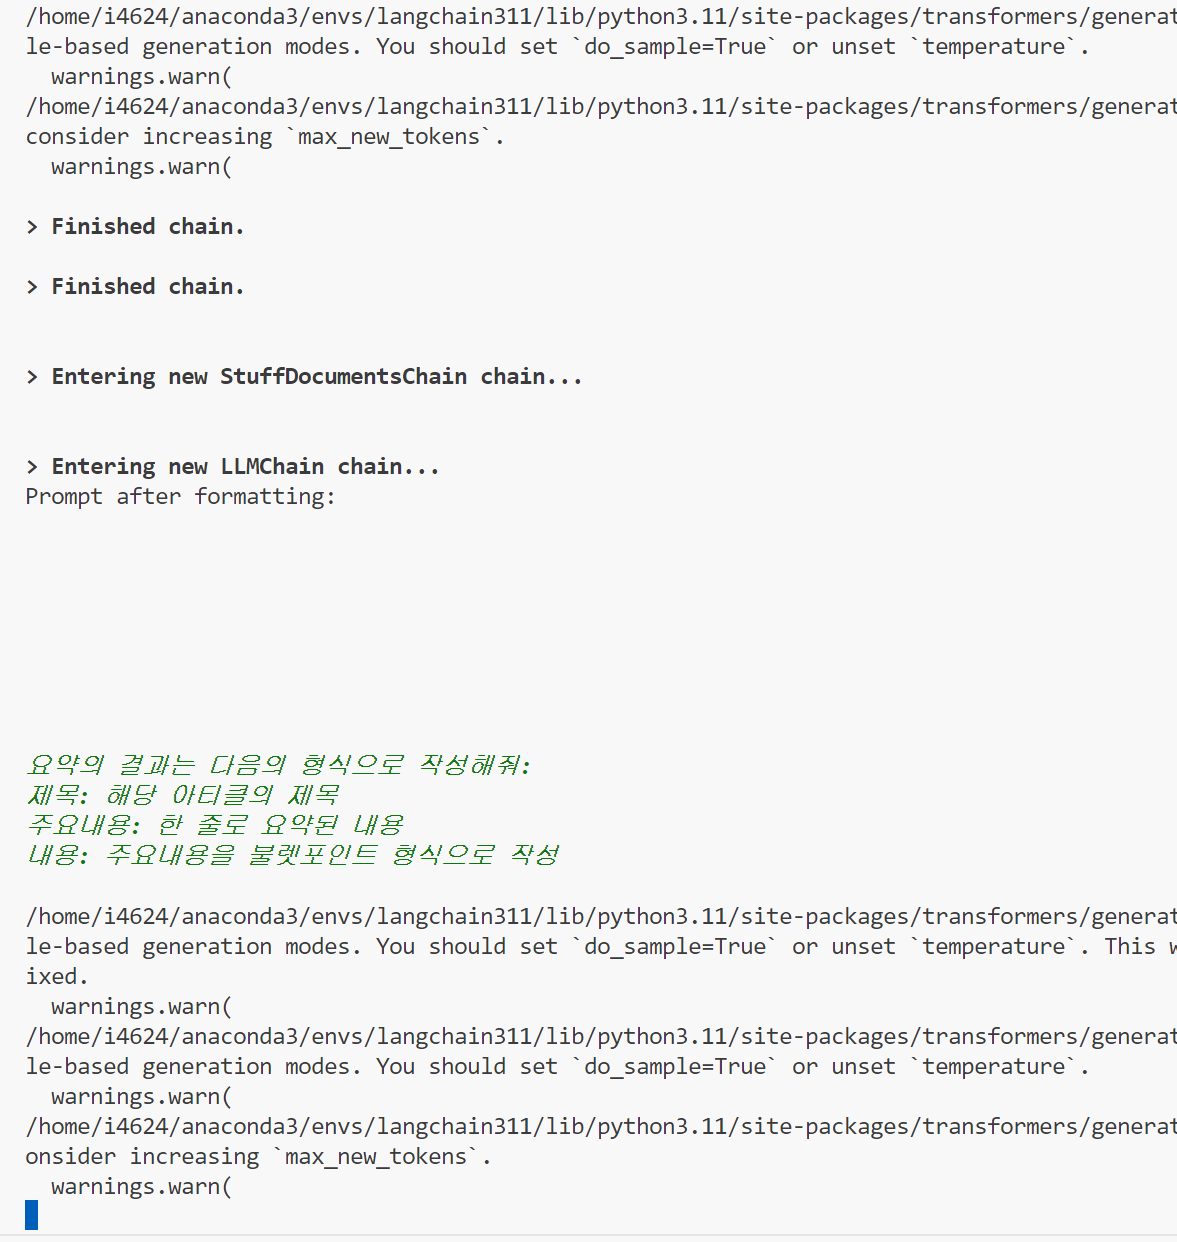 /home/i4624/anaconda3/envs/langchain311/lib/python3.11/site-packages/transformers/generat
le-based generation modes. You should set `do_sample=True` or unset `temperature`.
warnings.warn(
/home/i4624/anaconda3/envs/langchain311/lib/python3.11/site-packages/transformers/generat
consider increasing `max_new_tokens`.
warnings.warn(
> Finished chain.
> Finished chain.
> Entering new StuffDocumentsChain chain...
> Entering new LLMChain chain...
Prompt after formatting:
요약의 결과는 다음의 형식으로 작성해줘:
제목: 해당 아티클의 제목
주요내용: 한 줄로 요약된 내용
내용: 주요내용을 불렛포인트 형식으로 작성
/home/i4624/anaconda3/envs/langchain311/lib/python3.11/site-packages/transformers/generat
le-based generation modes. You should set `do_sample=True` or unset `temperature`. This w
ixed.
warnings.warn(
/home/i4624/anaconda3/envs/langchain311/lib/python3.11/site-packages/transformers/generat
le-based generation modes. You should set `do_sample=True` or unset `temperature`.
warnings.warn(
/home/i4624/anaconda3/envs/langchain311/lib/python3.11/site-packages/transformers/generat
onsider increasing `max_new_tokens`.
warnings.warn(